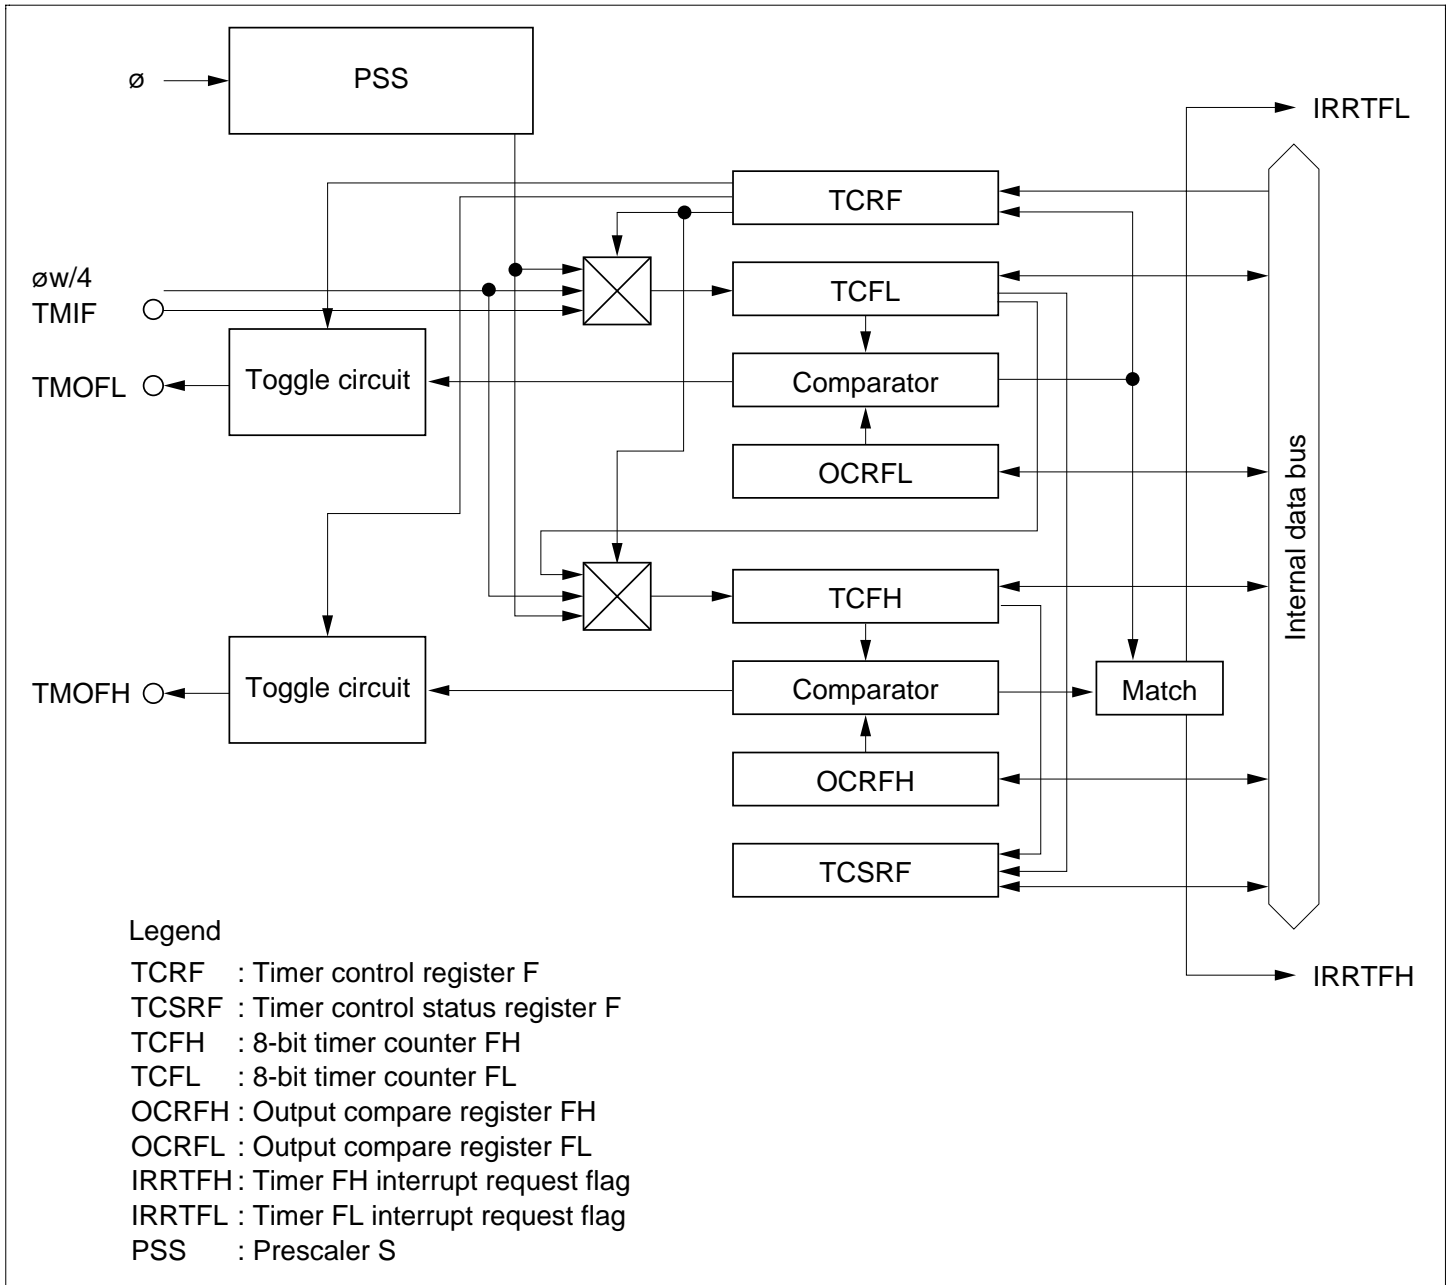 ø
PSS
IRRTFL
TCRF
øw/4
TMIF
TCFL
TMOFL
Toggle circuit
Comparator
OCRFL
Internal data bus
TCFH
TMOFH
Toggle circuit
Comparator
Match
OCRFH
TCSRF
IRRTFH
Legend
TCRF : Timer control register F
TCSRF : Timer control status register F
TCFH : 8-bit timer counter FH
TCFL : 8-bit timer counter FL
OCRFH : Output compare register FH
OCRFL : Output compare register FL
IRRTFH : Timer FH interrupt request flag
IRRTFL : Timer FL interrupt request flag
PSS : Prescaler S